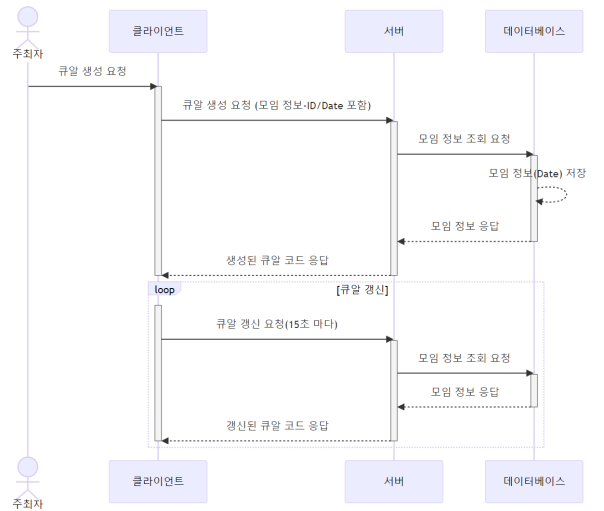 주최자
클라이언트
서버
데이터베이스
큐알 생성 요청
큐알 생성 요청 (모임 정보-ID/Date 포함)
모임 정보 조회 요청
모임 정보(Date) 저장
모임 정보 응답
생성된 큐알 코드 응답
loop
[큐알 갱신]
큐알 갱신 요청(15초 마다)
모임 정보 조회 요청
모임 정보 응답
갱신된 큐알 코드 응답
주최자
클라이언트
서버
데이터베이스